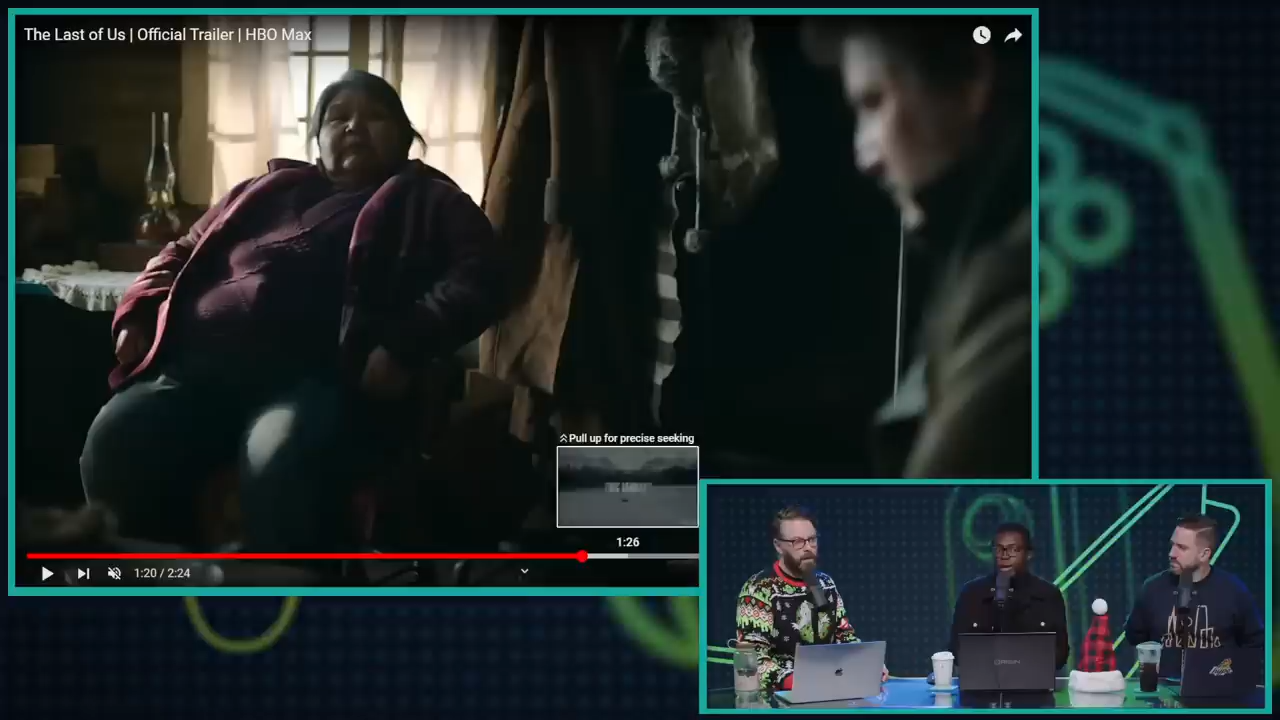 The Last of Us | Official Trailer | HBO Max
Pull up for precise seeking
1:26
1:20 / 2:24